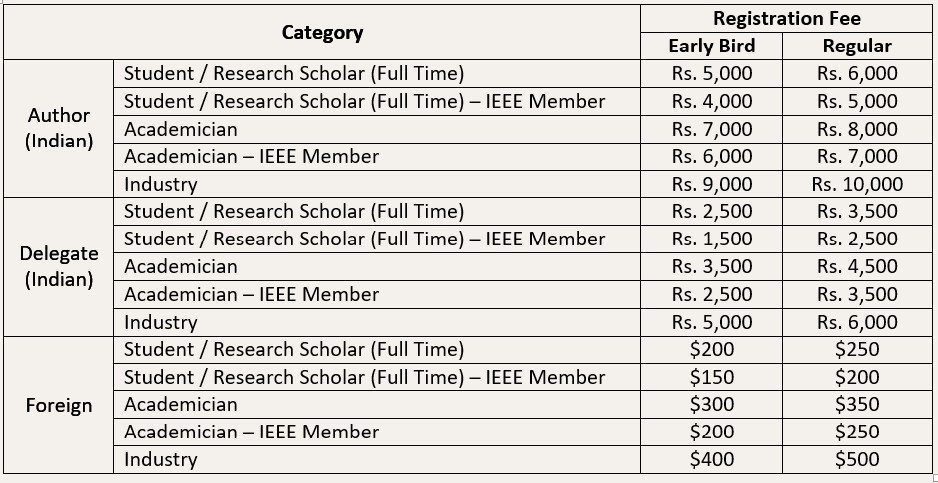 Category
Registration Fee
Early Bird Regular
Author
(Indian)
Student / Research Scholar (Full Time) Rs. 5,000 Rs. 6,000
Student / Research Scholar (Full Time) – IEEE Member Rs. 4,000 Rs. 5,000
Academician Rs. 7,000 Rs. 8,000
Academician – IEEE Member Rs. 6,000 Rs. 7,000
Industry Rs. 9,000 Rs. 10,000
Delegate
(Indian)
Student / Research Scholar (Full Time) Rs. 2,500 Rs. 3,500
Student / Research Scholar (Full Time) – IEEE Member Rs. 1,500 Rs. 2,500
Academician Rs. 3,500 Rs. 4,500
Academician – IEEE Member Rs. 2,500 Rs. 3,500
Industry Rs. 5,000 Rs. 6,000
Foreign
Student / Research Scholar (Full Time) $200 $250
Student / Research Scholar (Full Time) – IEEE Member $150 $200
Academician $300 $350
Academician – IEEE Member $200 $250
Industry $400 $500